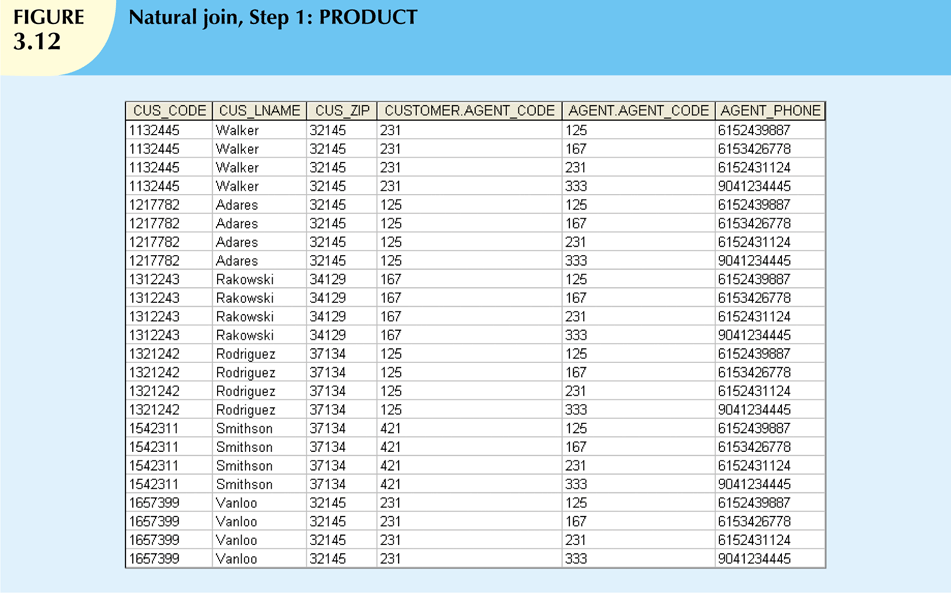 FIGURE
3.12
Natural join, Step 1: PRODUCT
CUS_CODE CUS_LNAME CUS_ZIP CUSTOMER.AGENT_CODE AGENT.AGENT_CODE AGENT_PHONE
1132445 Walker 32145 231 125 6152439887
1132445 Walker 32145 231 167 6153426778
1132445 Walker 32145 231 231 6152431124
1132445 Walker 32145 231 333 9041234445
1217782 Adares 32145 125 125 6152439887
1217782 Adares 32145 125 167 6153426778
1217782 Adares 32145 125 231 6152431124
1217782 Adares 32145 125 333 9041234445
1312243 Rakowski 34129 167 125 6152439887
1312243 Rakowski 34129 167 167 6153426778
1312243 Rakowski 34129 167 231 6152431124
1312243 Rakowski 34129 167 333 9041234445
1321242 Rodriguez 37134 125 125 6152439887
1321242 Rodriguez 37134 125 167 6153426778
1321242 Rodriguez 37134 125 231 6152431124
1321242 Rodriguez 37134 125 333 9041234445
1542311 Smithson 37134 421 125 6152439887
1542311 Smithson 37134 421 167 6153426778
1542311 Smithson 37134 421 231 6152431124
1542311 Smithson 37134 421 333 9041234445
1657399 Vanloo 32145 231 125 6152439887
1657399 Vanloo 32145 231 167 6153426778
1657399 Vanloo 32145 231 231 6152431124
1657399 Vanloo 32145 231 333 9041234445